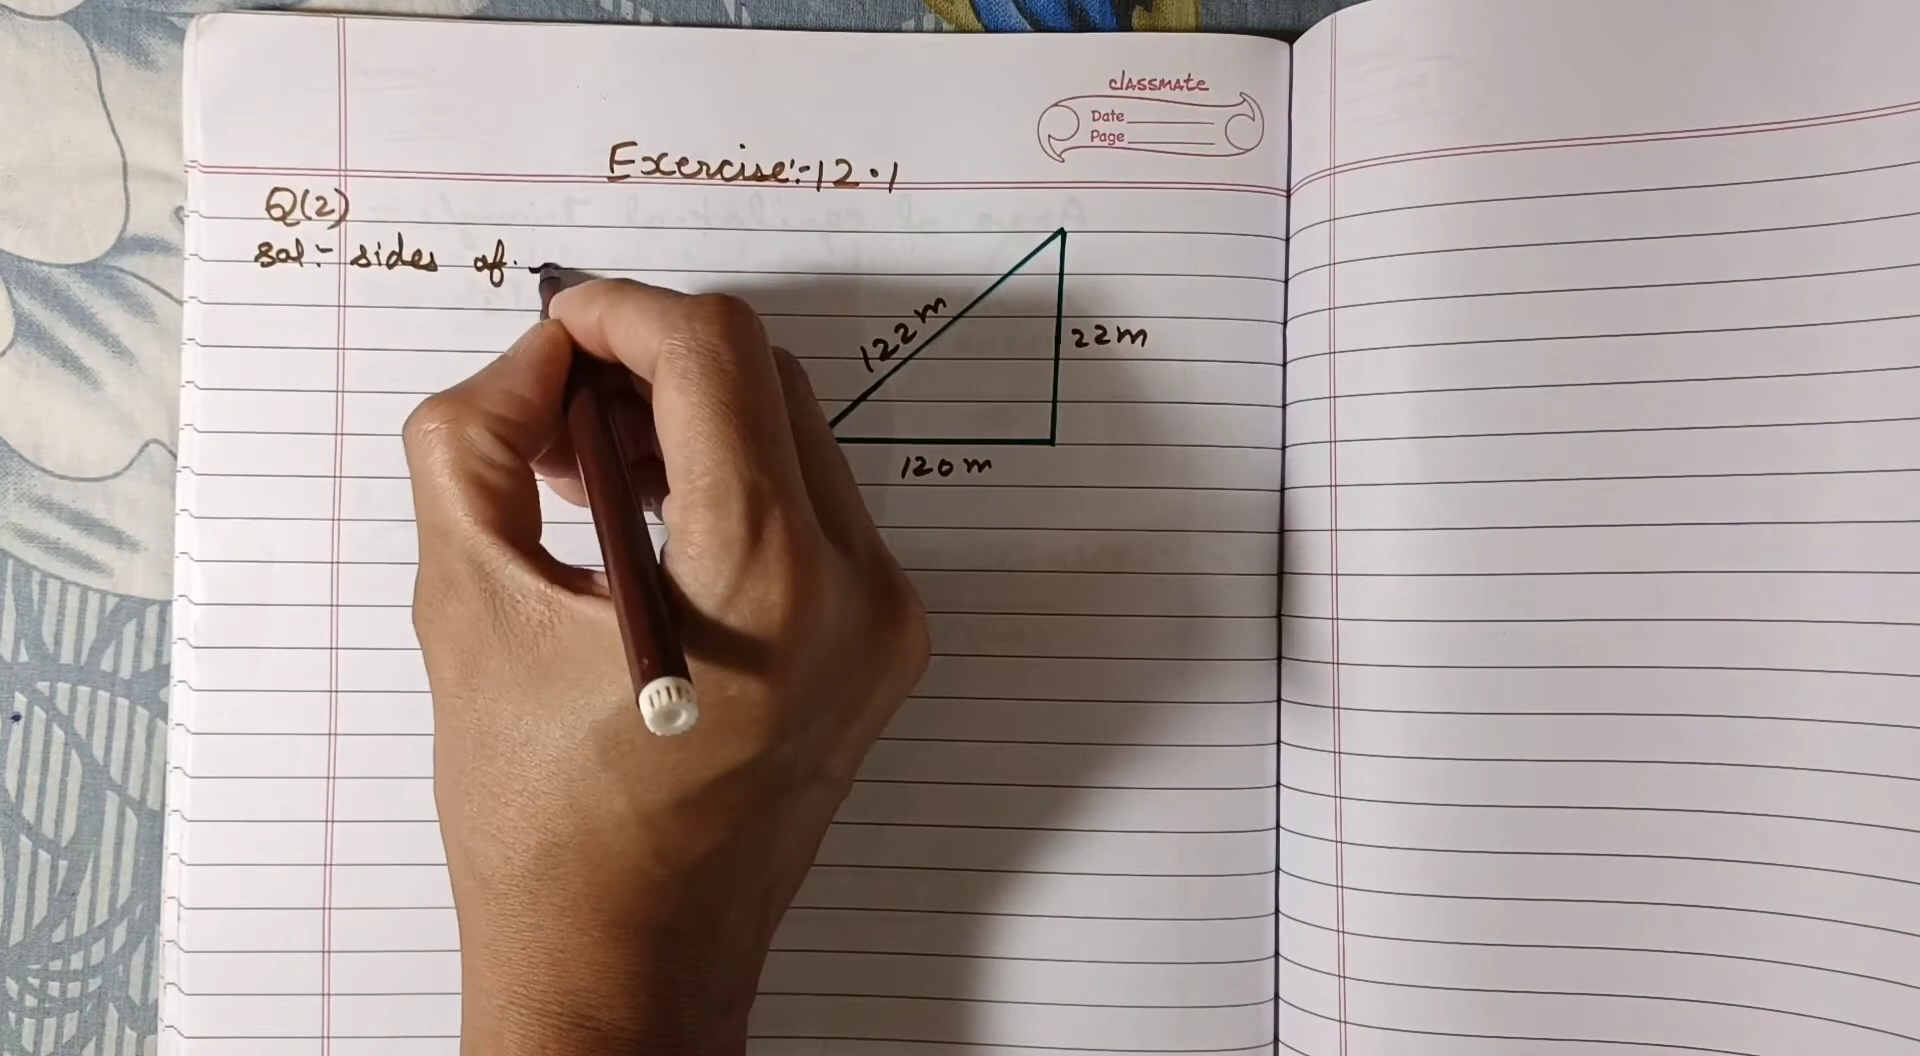 classmate
Date
Page
Exercise:-12.1
Q(2)
Sol:- sides of
122m
22m
120m